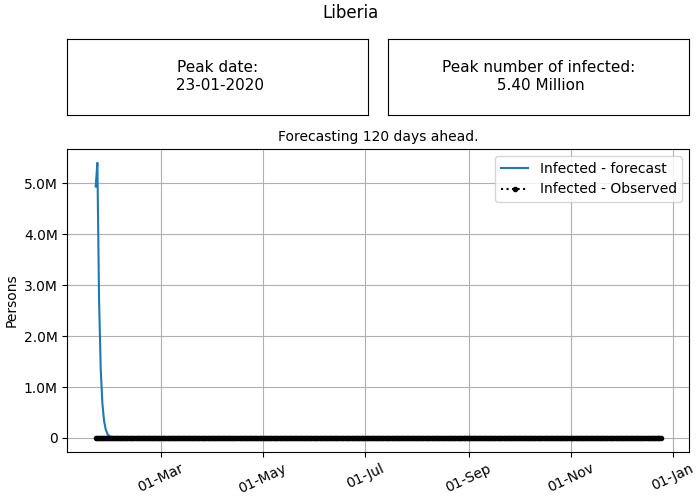 Liberia
Peak date:
23-01-2020
Peak number of infected:
5.40 Million
Forecasting 120 days ahead.
Infected - forecast
Infected - Observed
Persons
5.0M
4.0M
3.0M
2.0M
1.0M
0
01-Mar
01-May
01-Jul
01-Sep
01-Nov
01-Jan